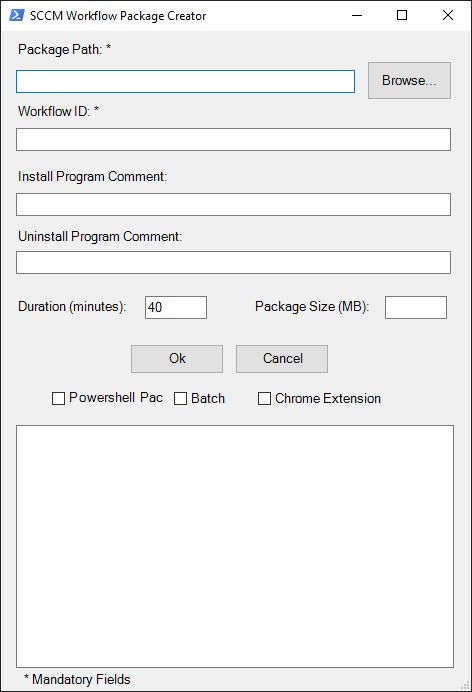 SCCM Workflow Package Creator
Package Path: *
Browse...
Workflow ID: *
Install Program Comment:
Uninstall Program Comment:
Duration (minutes): 40 Package Size (MB):
Ok Cancel
Powershell Pac Batch Chrome Extension
* Mandatory Fields